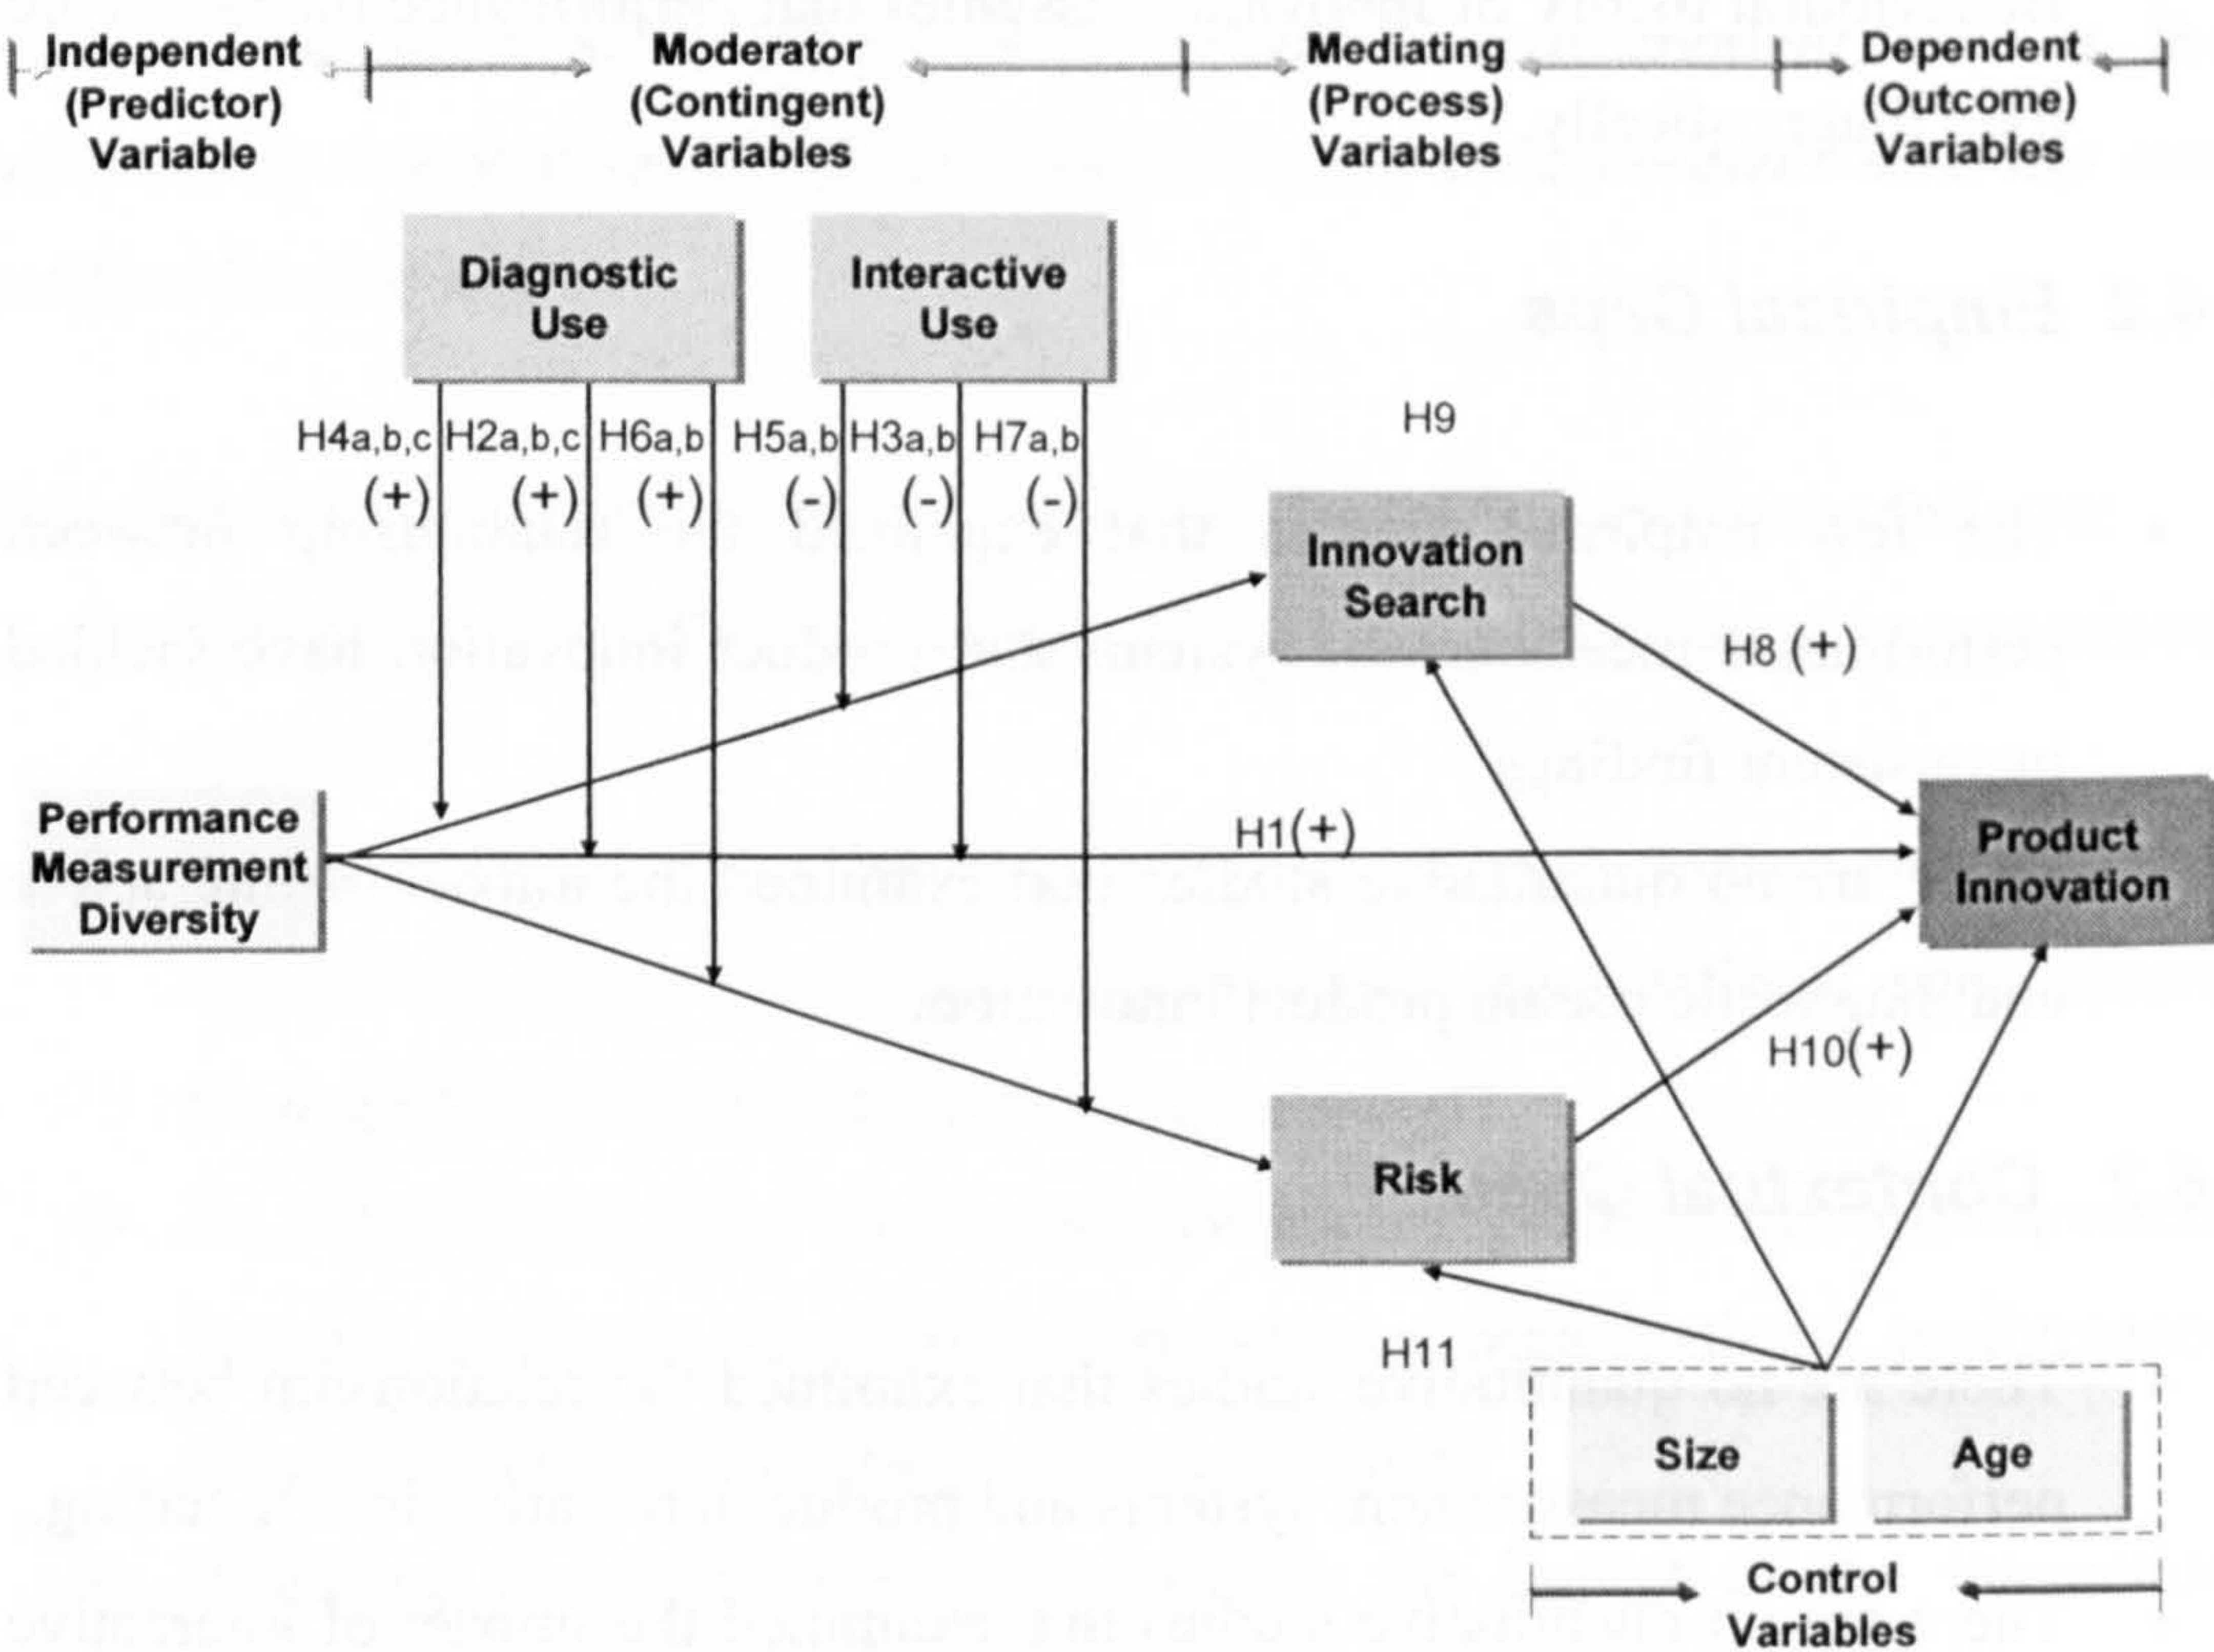 Independent
(Predictor)
Variable
Moderator
(Contingent)
Variables
Mediating
(Process)
Variables
Dependent
(Outcome)
Variables
Diagnostic
Use
Interactive
Use
H4a,b,c
(+)
H2a,b,c
(+)
H6a,b
(+)
H5a,b
(-)
H3a,b
(-)
H7a,b
(-)
H9
Innovation
Search
H8 (+)
Performance
Measurement
Diversity
H1(+)
Product
Innovation
H10(+)
Risk
H11
Size
Age
Control
Variables